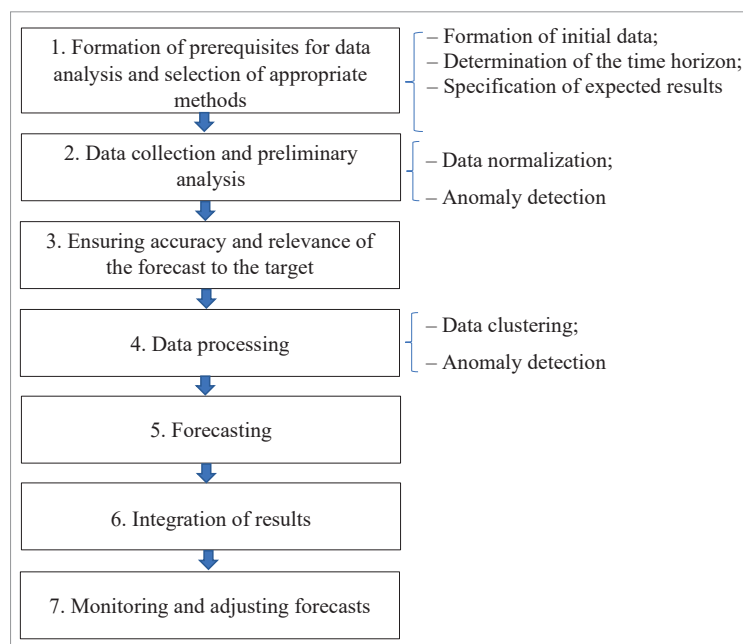 1. Formation of prerequisites for data
analysis and selection of appropriate
methods
– Formation of initial data;
– Determination of the time horizon;
– Specification of expected results
2. Data collection and preliminary
analysis
– Data normalization;
– Anomaly detection
3. Ensuring accuracy and relevance of
the forecast to the target
4. Data processing
– Data clustering;
– Anomaly detection
5. Forecasting
6. Integration of results
7. Monitoring and adjusting forecasts